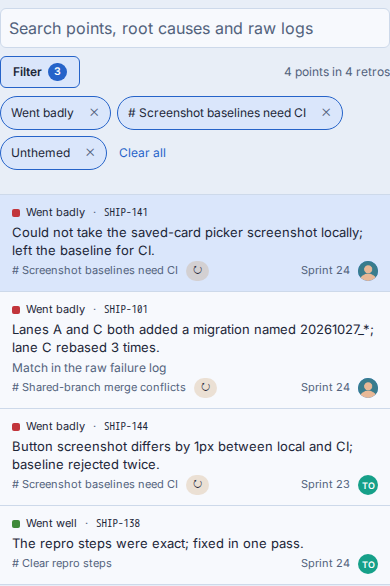 Search points, root causes and raw logs
Filter 3
4 points in 4 retros
Went badly ×
# Screenshot baselines need CI ×
Unthemed ×
Clear all
Went badly · SHIP-141
Could not take the saved-card picker screenshot locally;
left the baseline for CI.
# Screenshot baselines need CI
Sprint 24
Went badly · SHIP-101
Lanes A and C both added a migration named 20261027_*;
lane C rebased 3 times.
Match in the raw failure log
# Shared-branch merge conflicts
Sprint 24
Went badly · SHIP-144
Button screenshot differs by 1px between local and CI;
baseline rejected twice.
# Screenshot baselines need CI
Sprint 23 TO
Went well · SHIP-138
The repro steps were exact; fixed in one pass.
# Clear repro steps
Sprint 24 TO